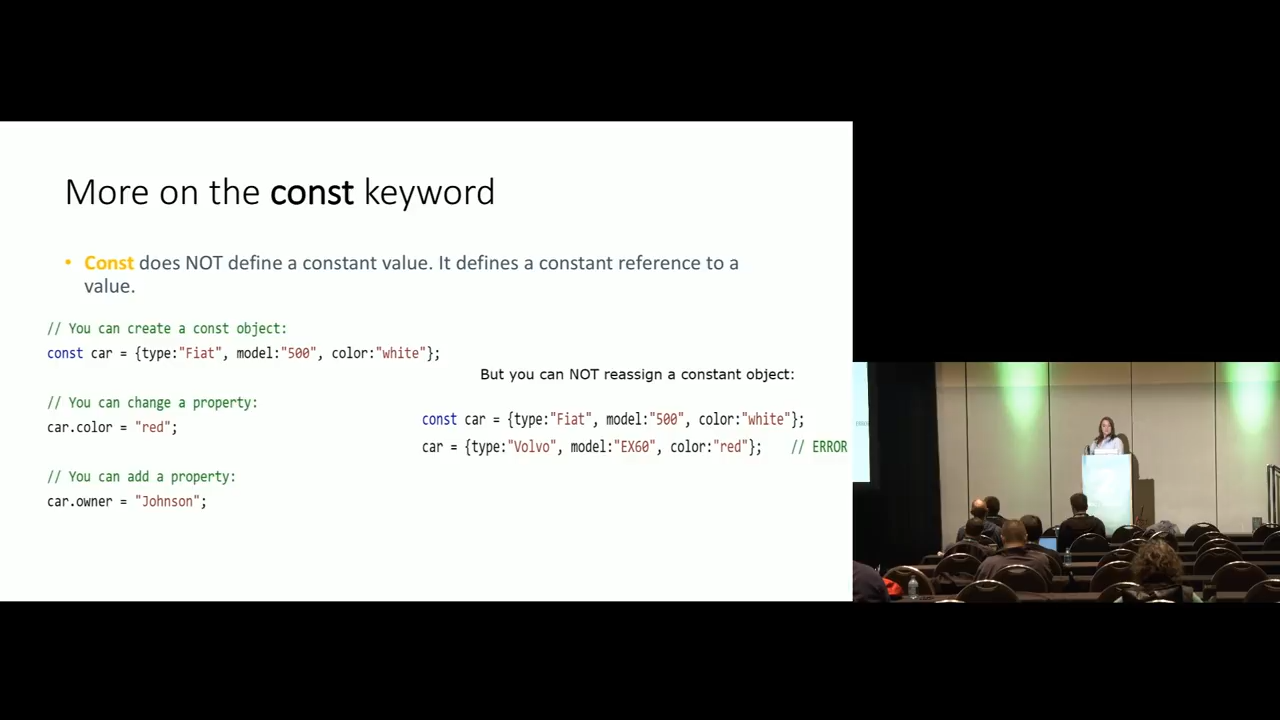 More on the const keyword
• Const does NOT define a constant value. It defines a constant reference to a
value.
// You can create a const object:
const car = {type:"Fiat", model:"500", color:"white"};
// You can change a property:
car.color = "red";
// You can add a property:
car.owner = "Johnson";
But you can NOT reassign a constant object:
const car = {type:"Fiat", model:"500", color:"white"};
car = {type:"Volvo", model:"EX60", color:"red"};    // ERROR